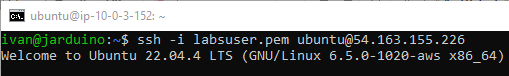 ubuntu@ip-10-0-3-152: ~
ivan@jarduino:~$ ssh -i labsuser.pem ubuntu@54.163.155.226
Welcome to Ubuntu 22.04.4 LTS (GNU/Linux 6.5.0-1020-aws x86_64)